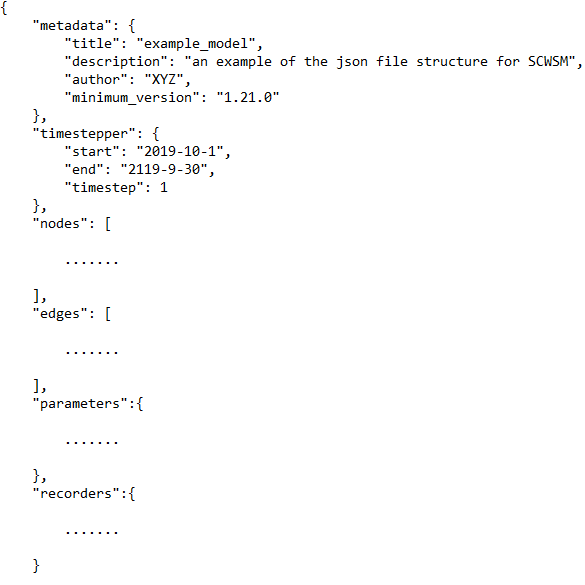 {
    "metadata": {
        "title": "example_model",
        "description": "an example of the json file structure for SCWSM",
        "author": "XYZ",
        "minimum_version": "1.21.0"
    },
    "timestepper": {
        "start": "2019-10-1",
        "end": "2119-9-30",
        "timestep": 1
    },
    "nodes": [
        .......
    ],
    "edges": [
        .......
    ],
    "parameters":{
        .......
    },
    "recorders":{
        .......
    }